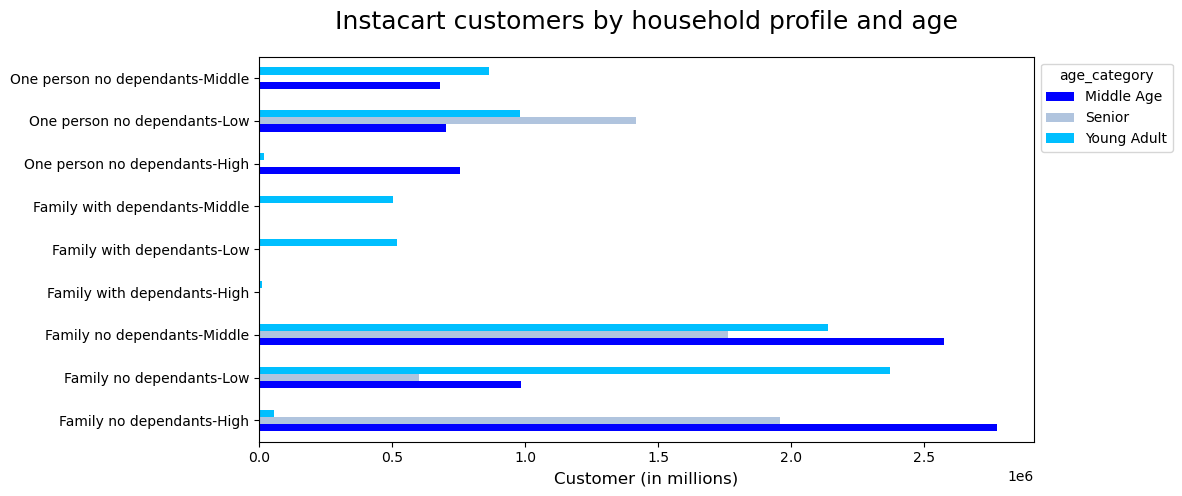 Instacart customers by household profile and age
One person no dependants-Middle
One person no dependants-Low
One person no dependants-High
Family with dependants-Middle
Family with dependants-Low
Family with dependants-High
Family no dependants-Middle
Family no dependants-Low
Family no dependants-High
age_category
Middle Age
Senior
Young Adult
0.0 0.5 1.0 1.5 2.0 2.5
1e6
Customer (in millions)